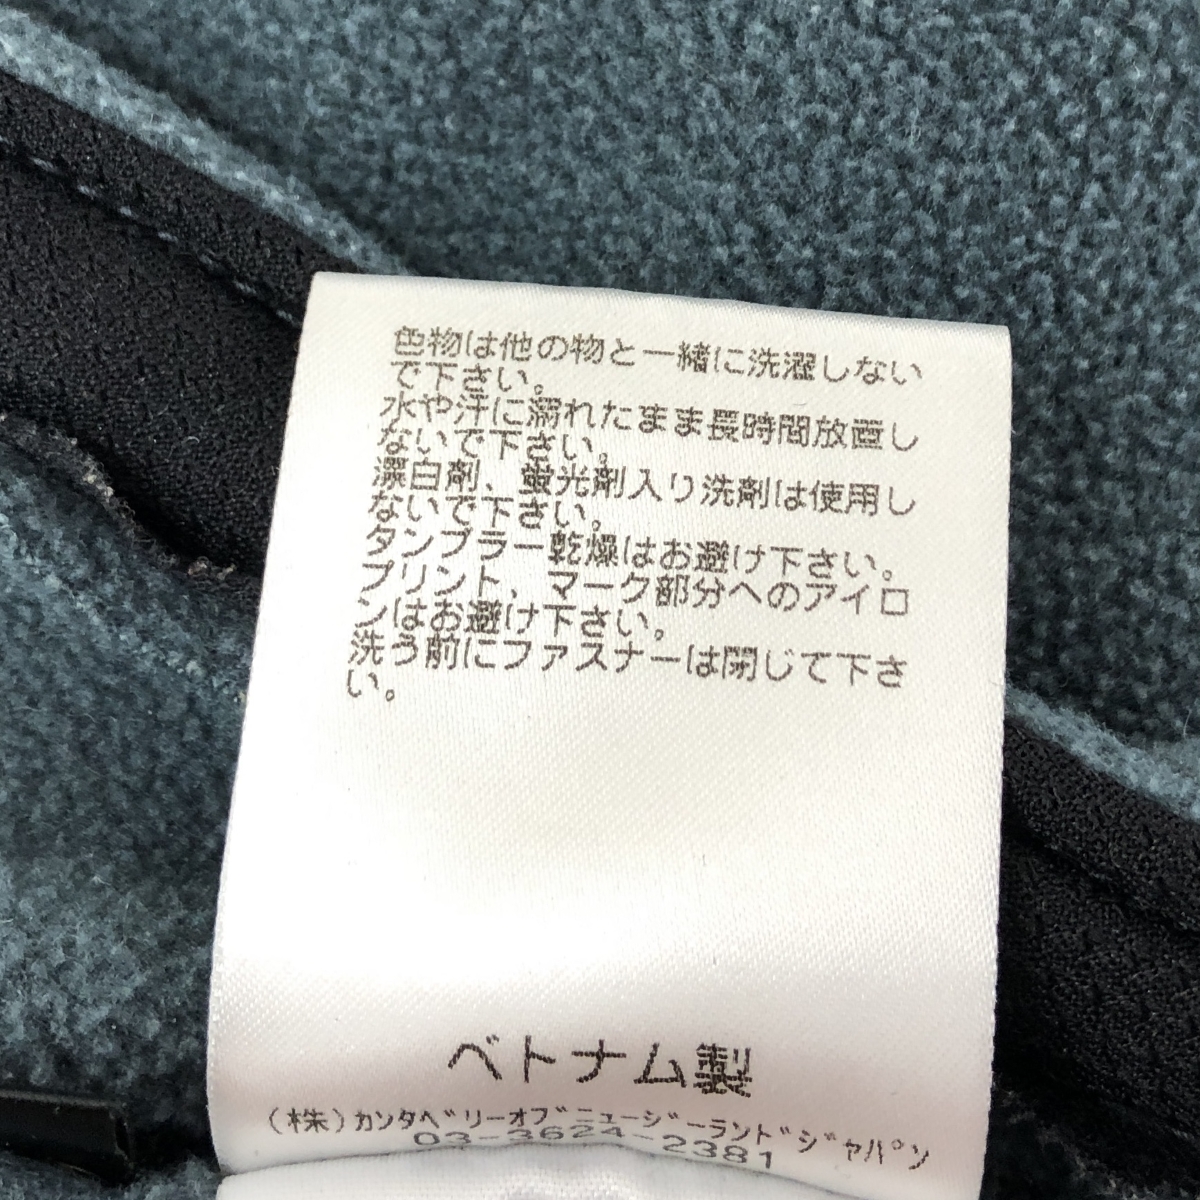 色物は他の物と一緒に洗濯しない
で下さい。
水や汗に濡れたまま長時間放置し
ないで下さい。
漂白剤、蛍光剤入り洗剤は使用し
ないで下さい。
タンブラー乾燥はお避け下さい。
プリント、マーク部分へのアイロ
ンはお避け下さい。
洗う前にファスナーは閉じて下さ
い。
ベトナム製
(株)カンタベリーオブニュージーランドジャパン
03-3624-2381